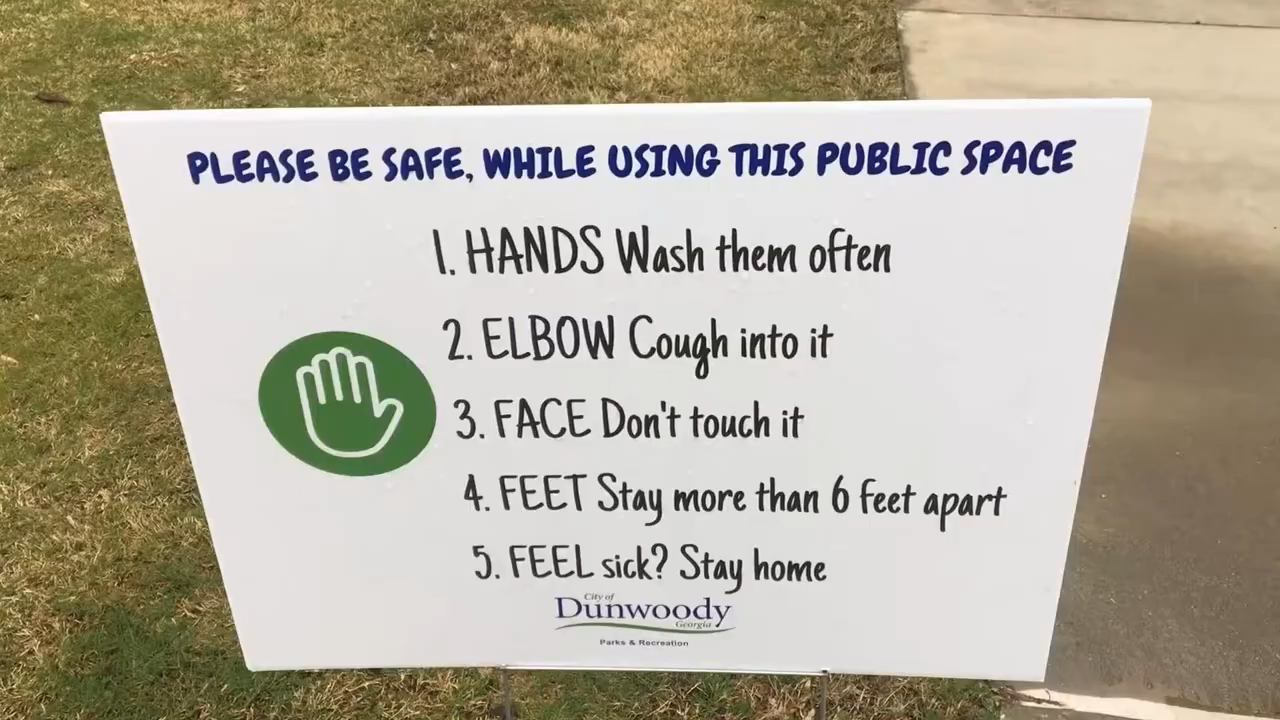 PLEASE BE SAFE, WHILE USING THIS PUBLIC SPACE
1. HANDS Wash them often
2. ELBOW Cough into it
3. FACE Don't touch it
4. FEET Stay more than 6 feet apart
5. FEEL sick? Stay home
City of
Dunwoody
Georgia
Parks & Recreation